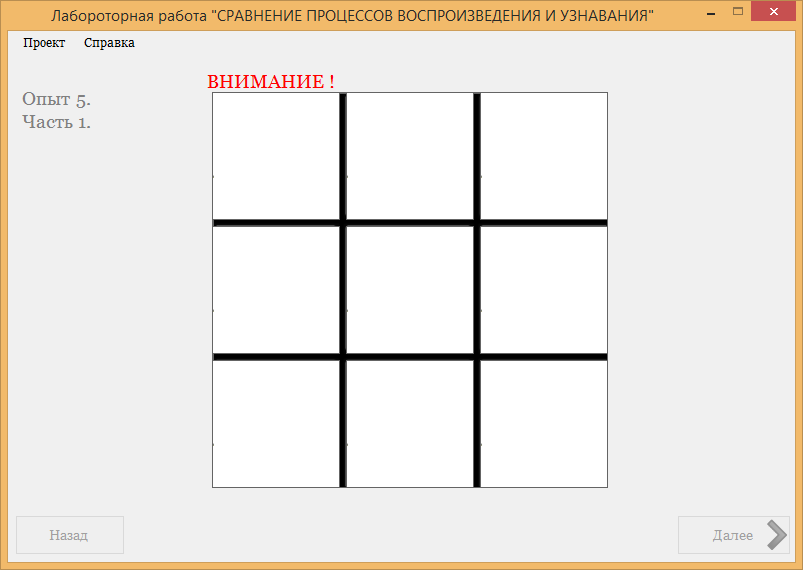 Лабороторная работа "СРАВНЕНИЕ ПРОЦЕССОВ ВОСПРОИЗВЕДЕНИЯ И УЗНАВАНИЯ"
Проект Справка
ВНИМАНИЕ !
Опыт 5.
Часть 1.
Назад
Далее